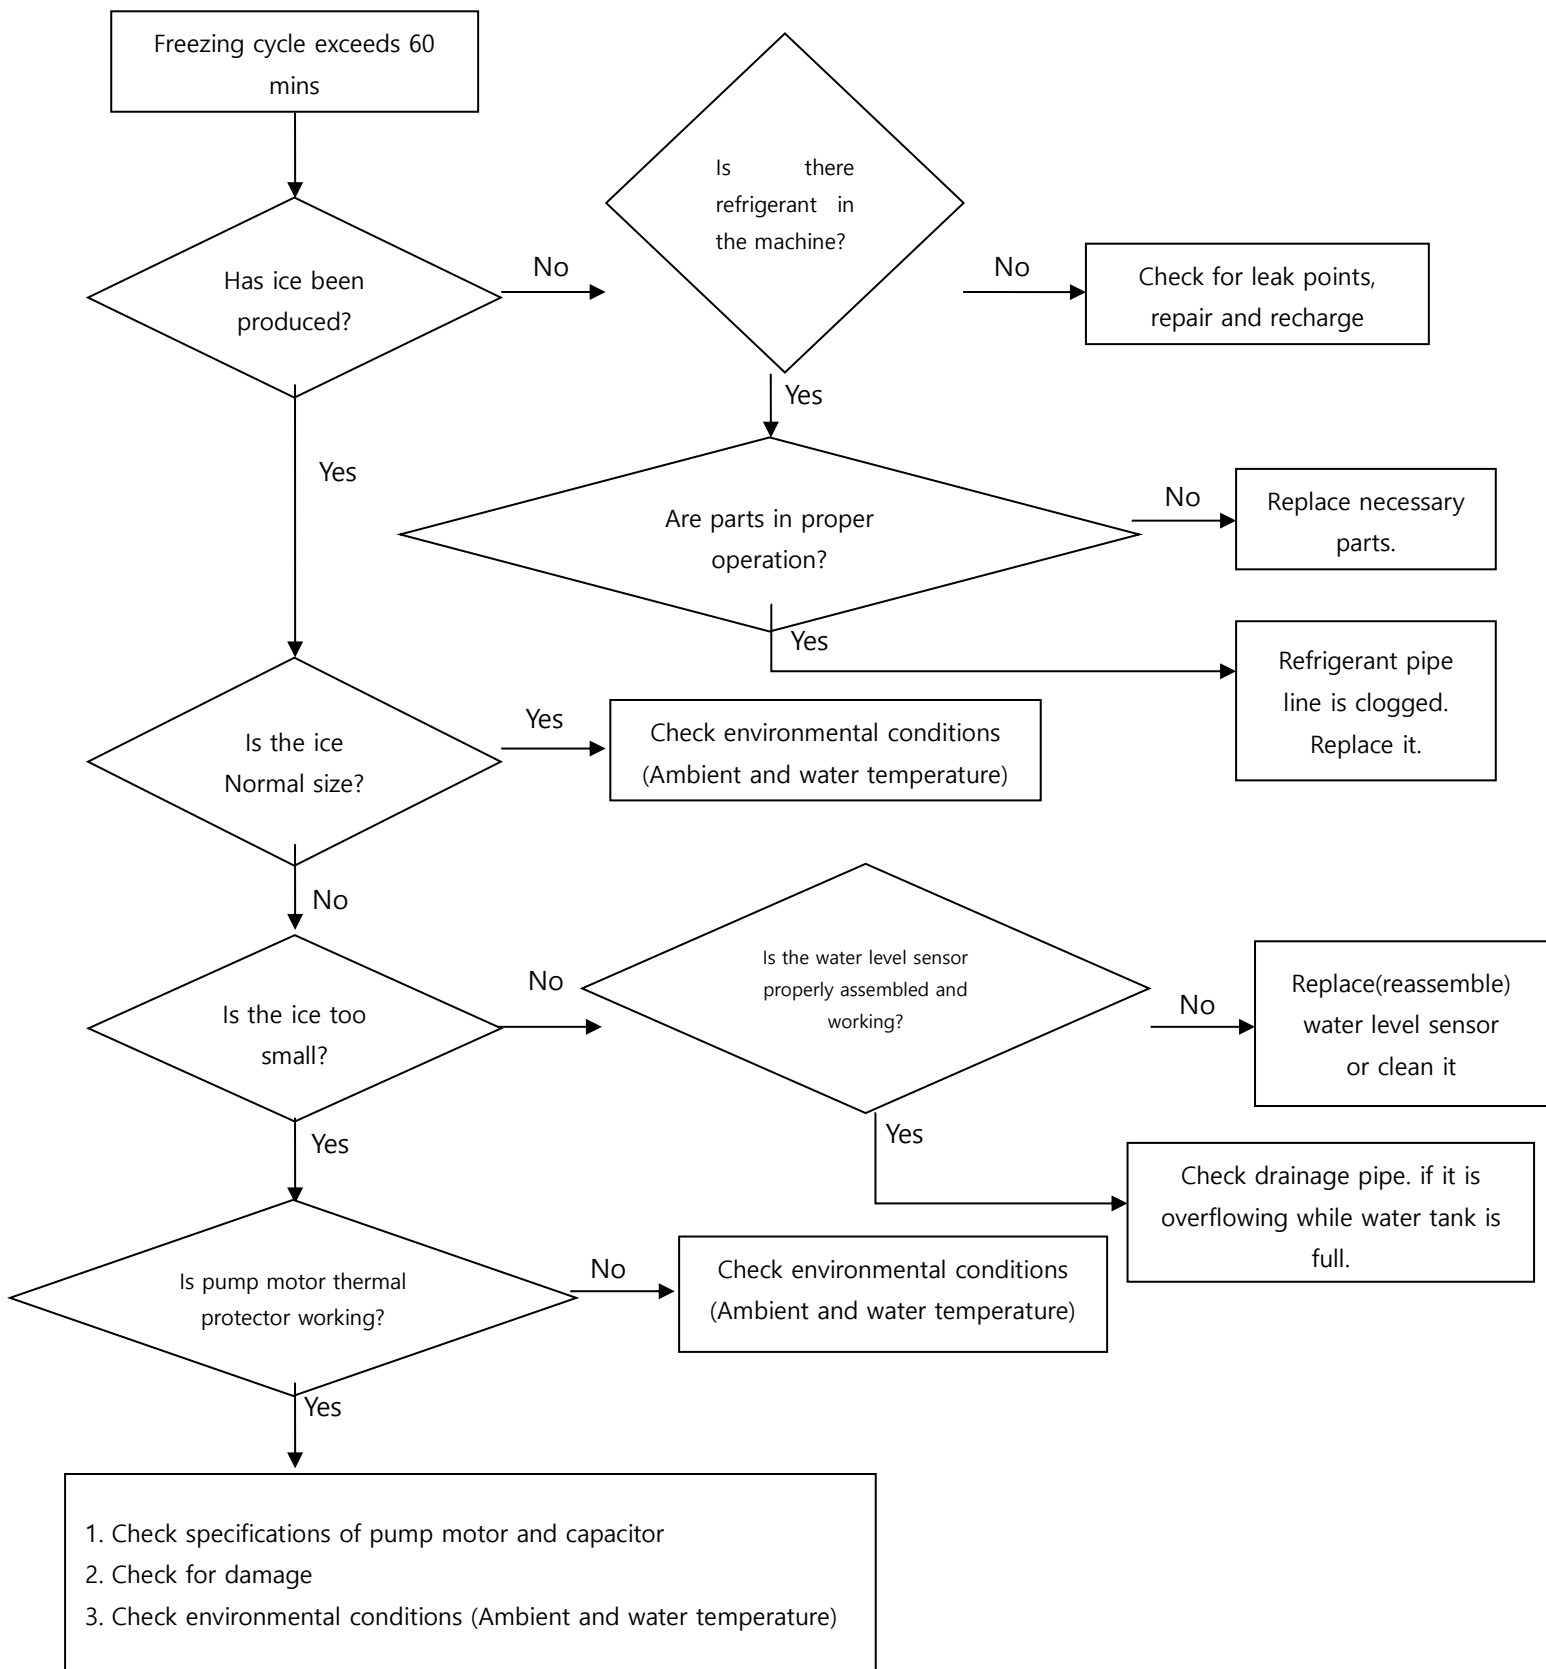 Freezing cycle exceeds 60
mins
Is there
refrigerant in
the machine?
Has ice been
produced?
No
No
Check for leak points,
repair and recharge
Yes
Yes
Are parts in proper
operation?
No
Replace necessary
parts.
Yes
Refrigerant pipe
line is clogged.
Replace it.
Is the ice
Normal size?
Yes
Check environmental conditions
(Ambient and water temperature)
No
Is the ice too
small?
No
Is the water level sensor
properly assembled and
working?
No
Replace(reassemble)
water level sensor
or clean it
Yes
Yes
Check drainage pipe. if it is
overflowing while water tank is
full.
Is pump motor thermal
protector working?
No
Check environmental conditions
(Ambient and water temperature)
Yes
1. Check specifications of pump motor and capacitor
2. Check for damage
3. Check environmental conditions (Ambient and water temperature)